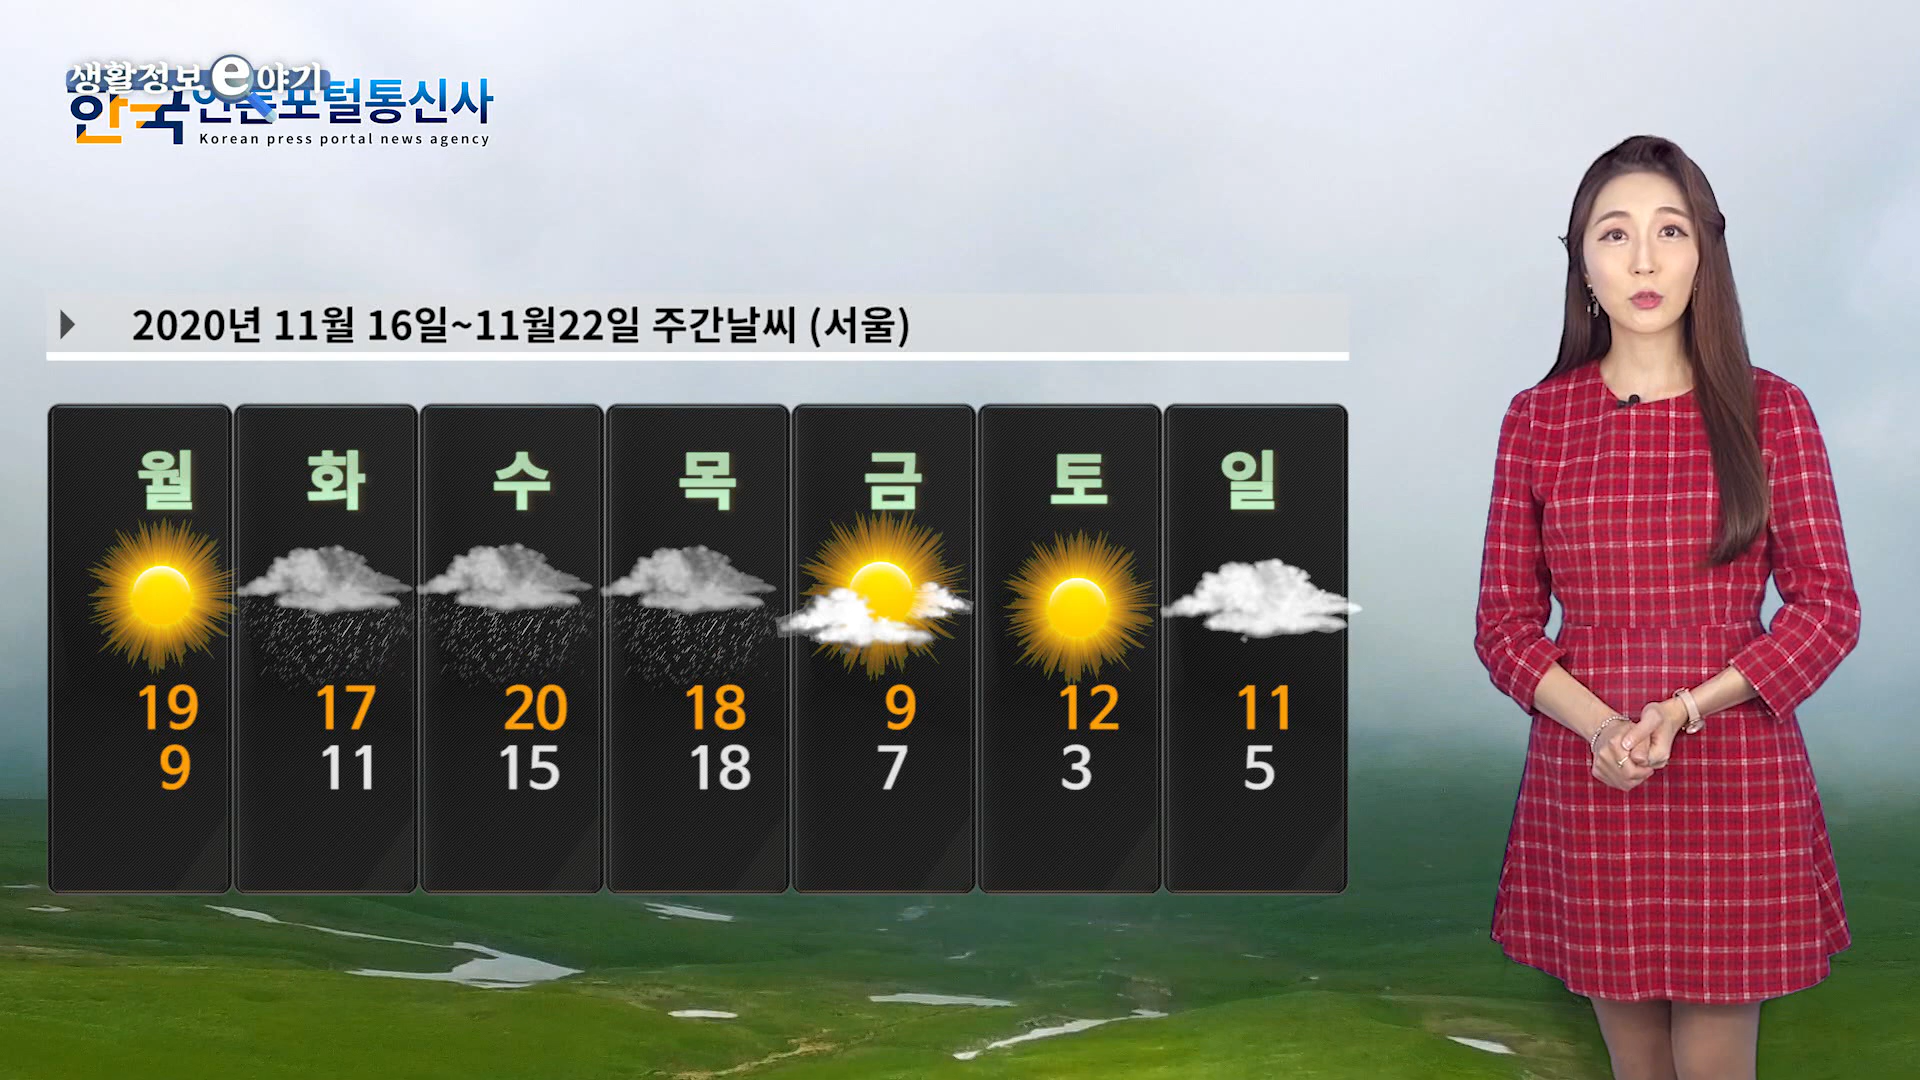 생활정보 e야기
한국언론포털통신사
Korean press portal news agency
2020년 11월 16일~11월22일 주간날씨 (서울)
월 화 수 목 금 토 일
19 17 20 18 9 12 11
9 11 15 18 7 3 5